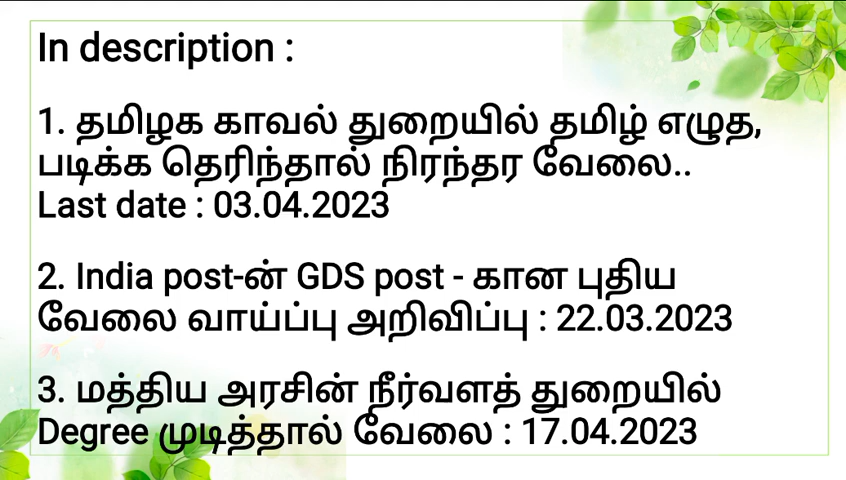 In description :
1. தமிழக காவல் துறையில் தமிழ் எழுத,
படிக்க தெரிந்தால் நிரந்தர வேலை..
Last date : 03.04.2023
2. India post-ன் GDS post - கான புதிய
வேலை வாய்ப்பு அறிவிப்பு : 22.03.2023
3. மத்திய அரசின் நீர்வளத் துறையில்
Degree முடித்தால் வேலை : 17.04.2023